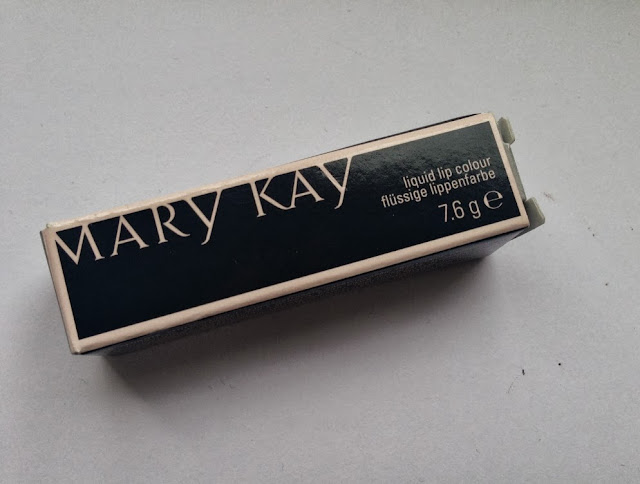 MARY KAY
liquid lip colour
flüssige lippenfarbe
7.6 g ℮